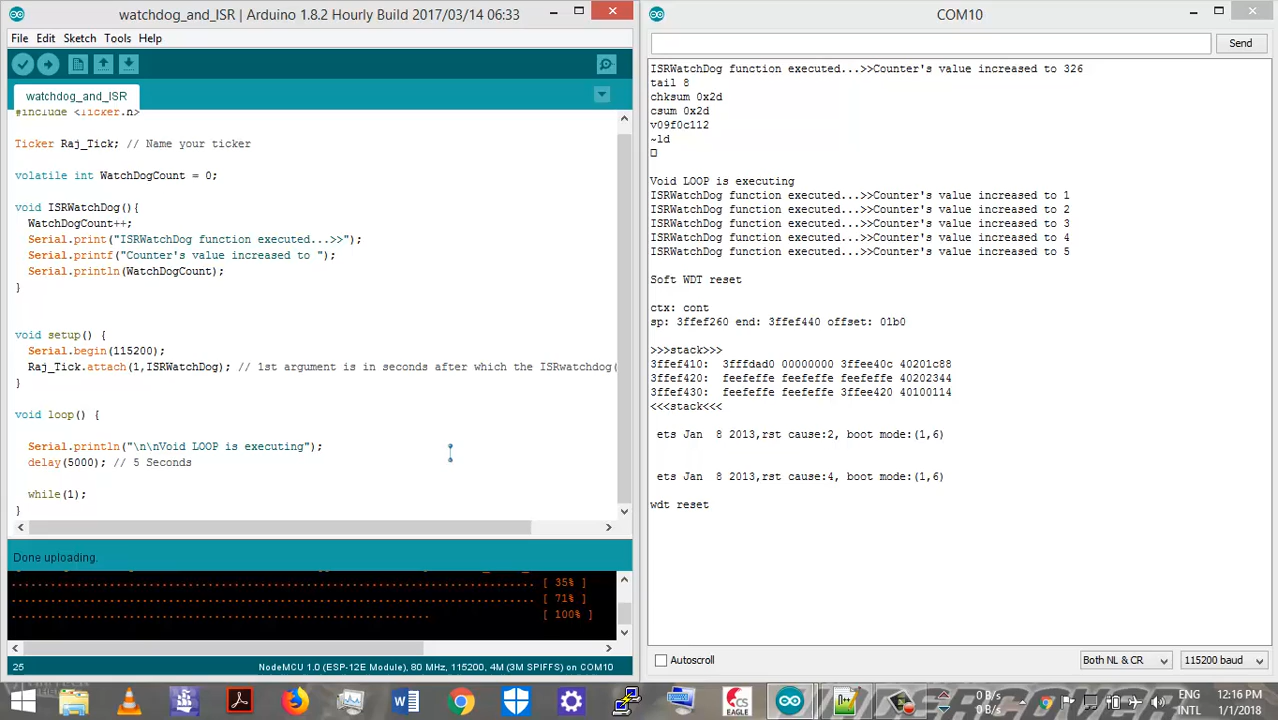 watchdog_and_ISR | Arduino 1.8.2 Hourly Build 2017/03/14 06:33
File Edit Sketch Tools Help
watchdog_and_ISR
#include <Ticker.h>
Ticker Raj_Tick; // Name your ticker
volatile int WatchDogCount = 0;
void ISRWatchDog(){
WatchDogCount++;
Serial.print("ISRWatchDog function executed...>>");
Serial.printf("Counter's value increased to ");
Serial.println(WatchDogCount);
}
void setup() {
Serial.begin(115200);
Raj_Tick.attach(1,ISRWatchDog); // 1st argument is in seconds after which the ISRwatchdog(
}
void loop() {
Serial.println("\n\nVoid LOOP is executing");
delay(5000); // 5 Seconds
while(1);
}
Done uploading.
................................................................................ [ 35% ]
................................................................................ [ 71% ]
................................................................ [ 100% ]
25
NodeMCU 1.0 (ESP-12E Module), 80 MHz, 115200, 4M (3M SPIFFS) on COM10
COM10
Send
ISRWatchDog function executed...>>Counter's value increased to 326
tail 8
chksum 0x2d
csum 0x2d
v09f0c112
~ld
Void LOOP is executing
ISRWatchDog function executed...>>Counter's value increased to 1
ISRWatchDog function executed...>>Counter's value increased to 2
ISRWatchDog function executed...>>Counter's value increased to 3
ISRWatchDog function executed...>>Counter's value increased to 4
ISRWatchDog function executed...>>Counter's value increased to 5
Soft WDT reset
ctx: cont
sp: 3ffef260 end: 3ffef440 offset: 01b0
>>>stack>>>
3ffef410: 3fffdad0 00000000 3ffee40c 40201c88
3ffef420: feefeffe feefeffe feefeffe 40202344
3ffef430: feefeffe feefeffe 3ffee420 40100114
<<<stack<<<
ets Jan 8 2013,rst cause:2, boot mode:(1,6)
ets Jan 8 2013,rst cause:4, boot mode:(1,6)
wdt reset
Autoscroll
Both NL & CR
115200 baud
EAGLE
0 B/s
0 B/s
ENG
INTL
12:16 PM
1/1/2018